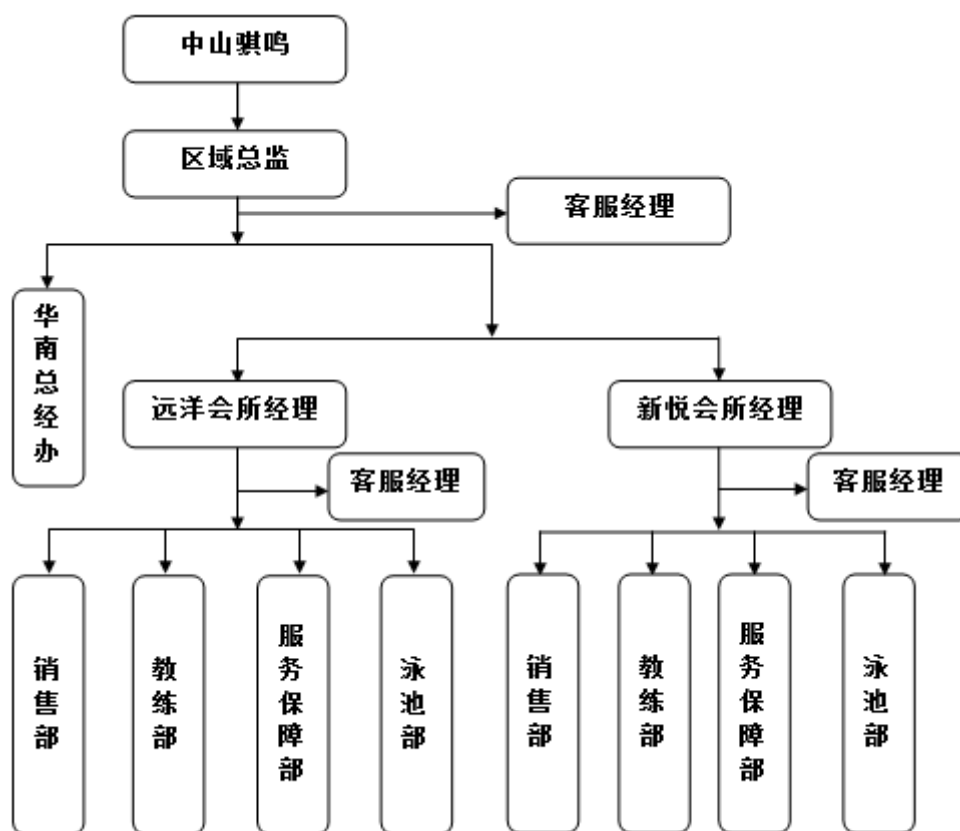 中山骐鸣
区域总监
客服经理
华南总经办
远洋会所经理
新悦会所经理
客服经理
客服经理
销售部
教练部
服务保障部
泳池部
销售部
教练部
服务保障部
泳池部